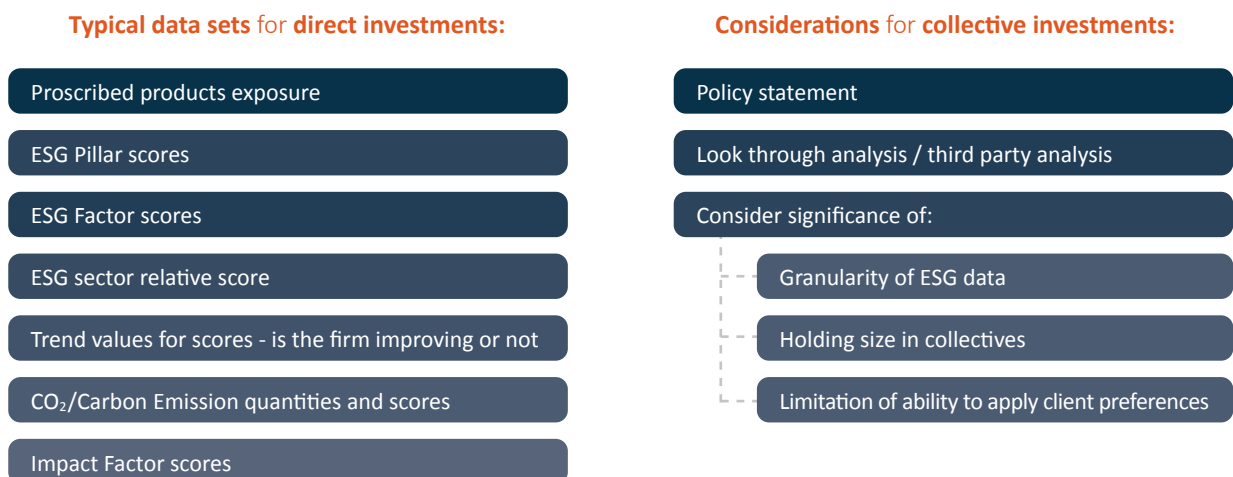 Typical data sets for direct investments:
Proscribed products exposure
ESG Pillar scores
ESG Factor scores
ESG sector relative score
Trend values for scores - is the firm improving or not
CO₂/Carbon Emission quantities and scores
Impact Factor scores
Considerations for collective investments:
Policy statement
Look through analysis / third party analysis
Consider significance of:
Granularity of ESG data
Holding size in collectives
Limitation of ability to apply client preferences